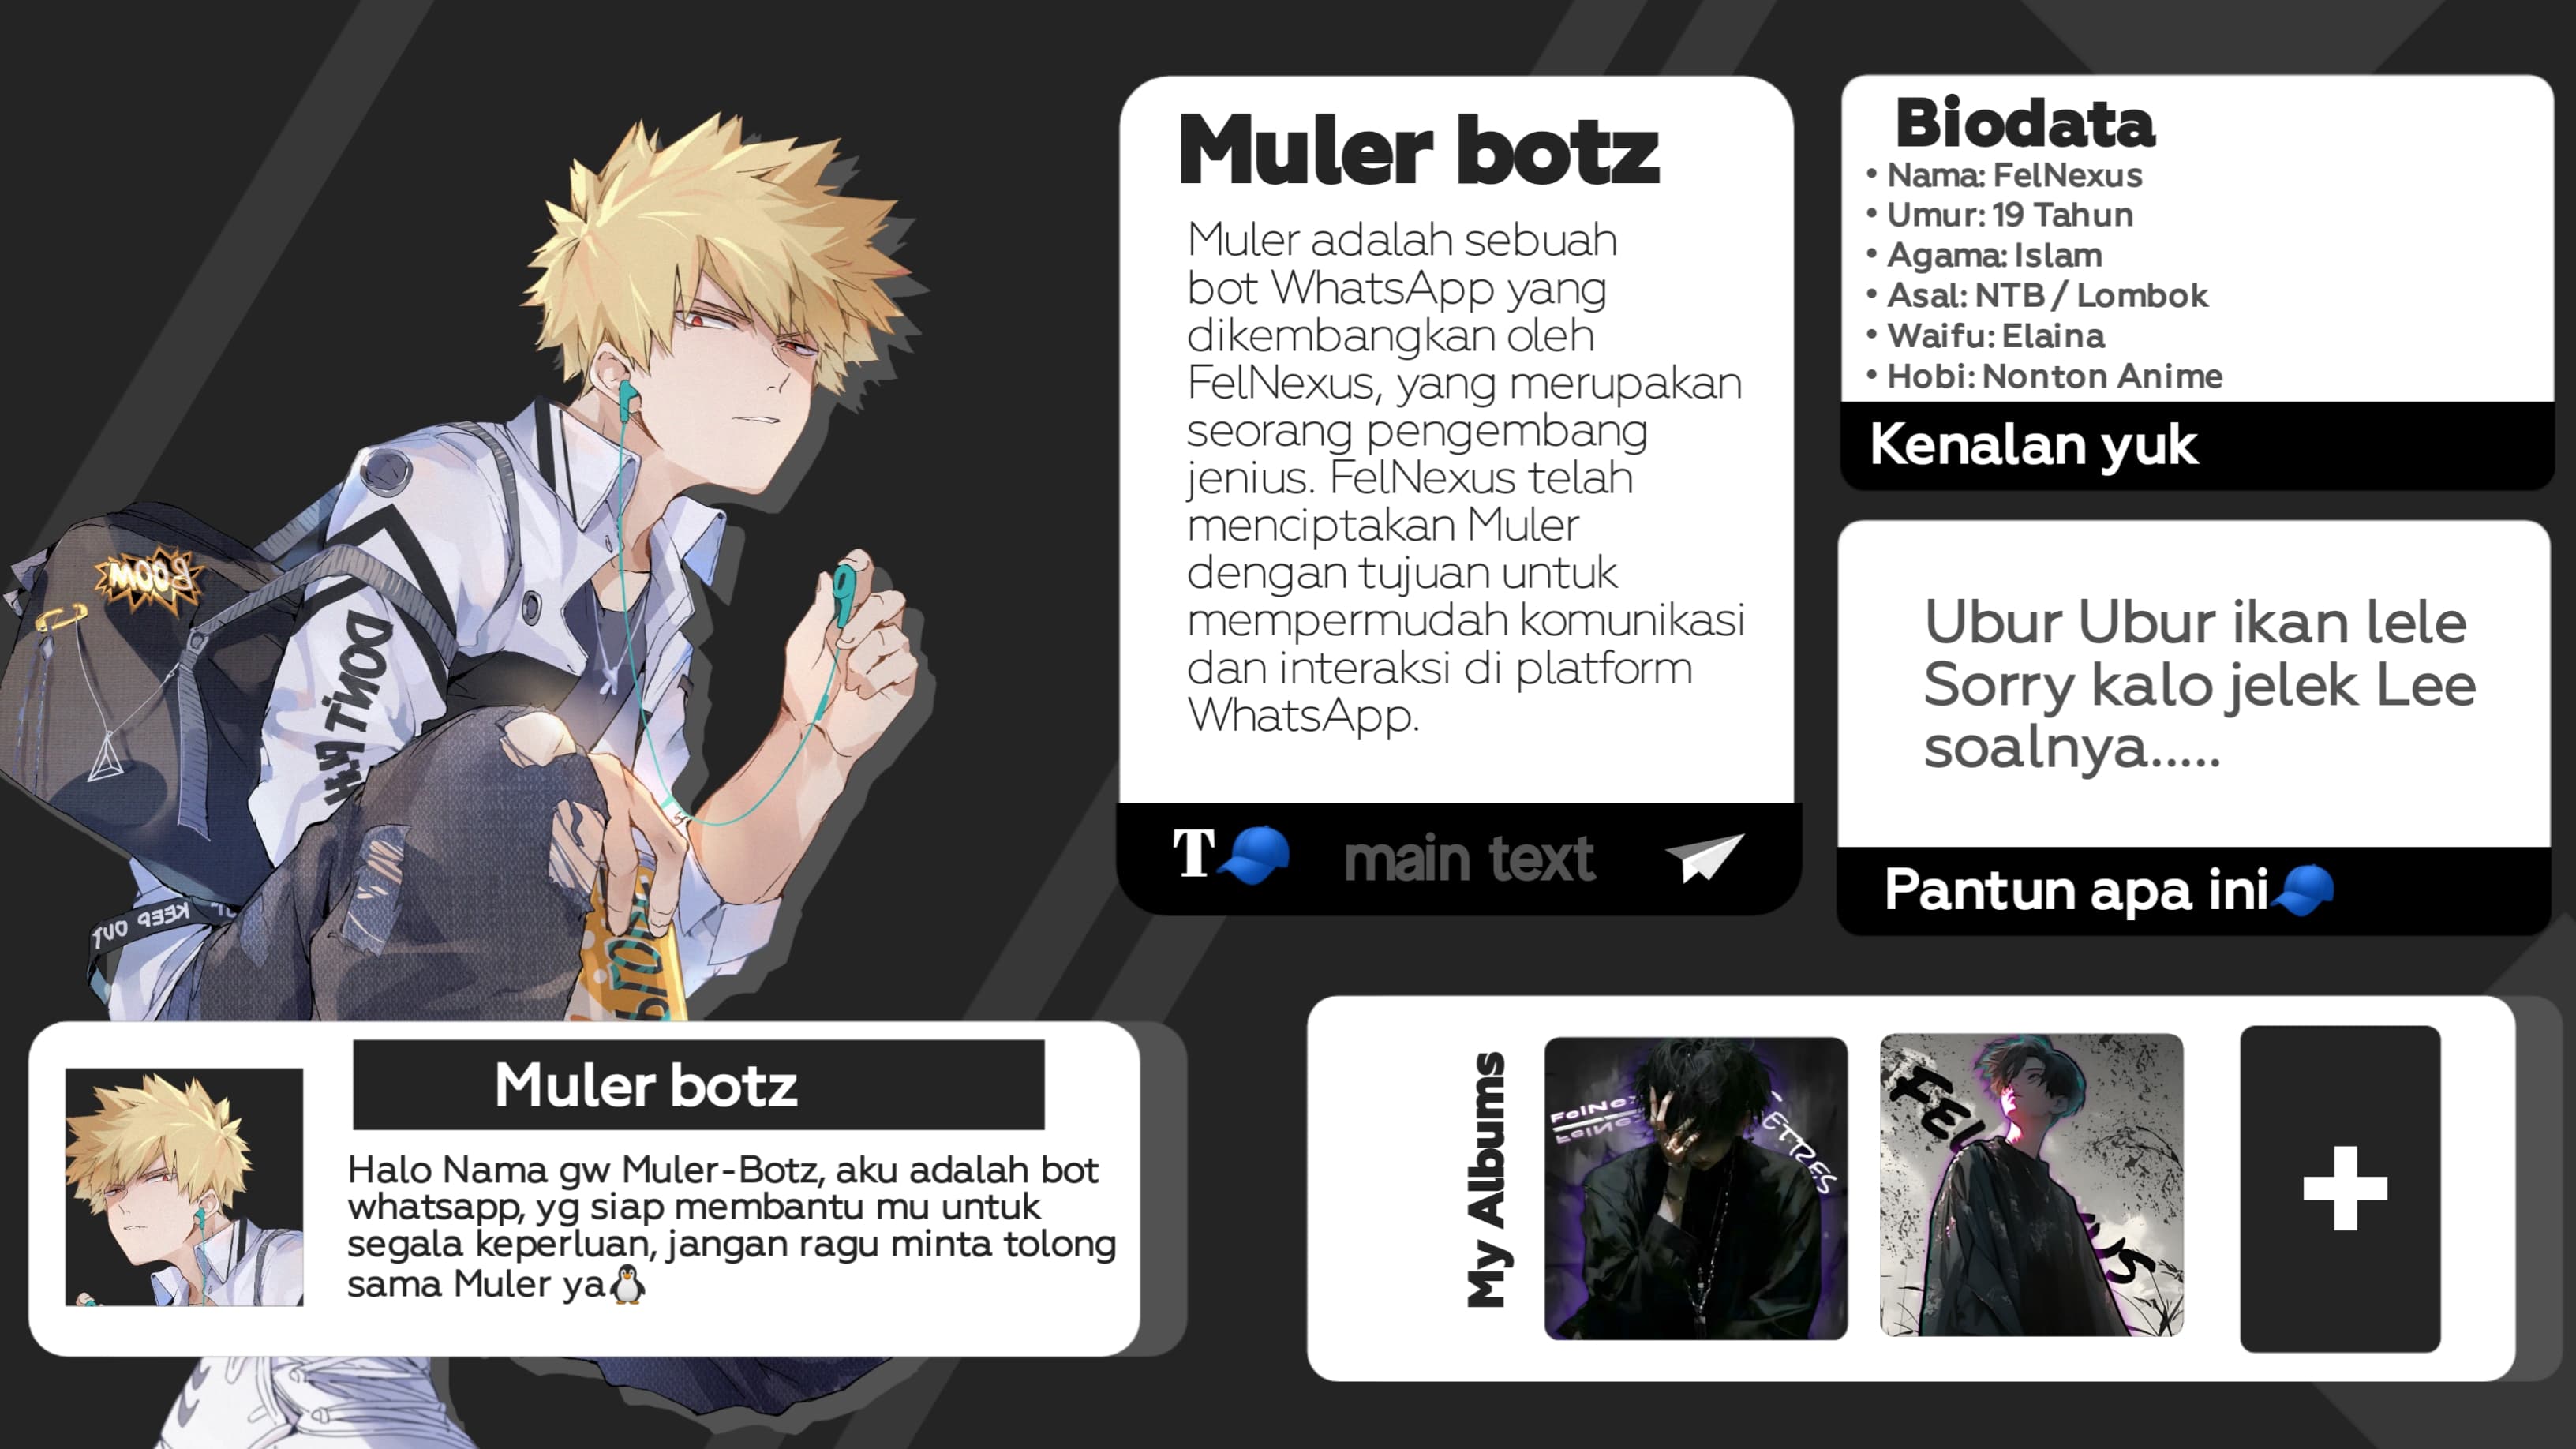 Muler botz
Muler adalah sebuah
bot WhatsApp yang
dikembangkan oleh
FelNexus, yang merupakan
seorang pengembang
jenius. FelNexus telah
menciptakan Muler
dengan tujuan untuk
mempermudah komunikasi
dan interaksi di platform
WhatsApp.
T🧢 main text
Biodata
• Nama: FelNexus
• Umur: 19 Tahun
• Agama: Islam
• Asal: NTB / Lombok
• Waifu: Elaina
• Hobi: Nonton Anime
Kenalan yuk
Ubur Ubur ikan lele
Sorry kalo jelek Lee
soalnya.....
Pantun apa ini🧢
BOOM
DON'T
KEEP OUT
Muler botz
Halo Nama gw Muler-Botz, aku adalah bot
whatsapp, yg siap membantu mu untuk
segala keperluan, jangan ragu minta tolong
sama Muler ya🐧
My Albums